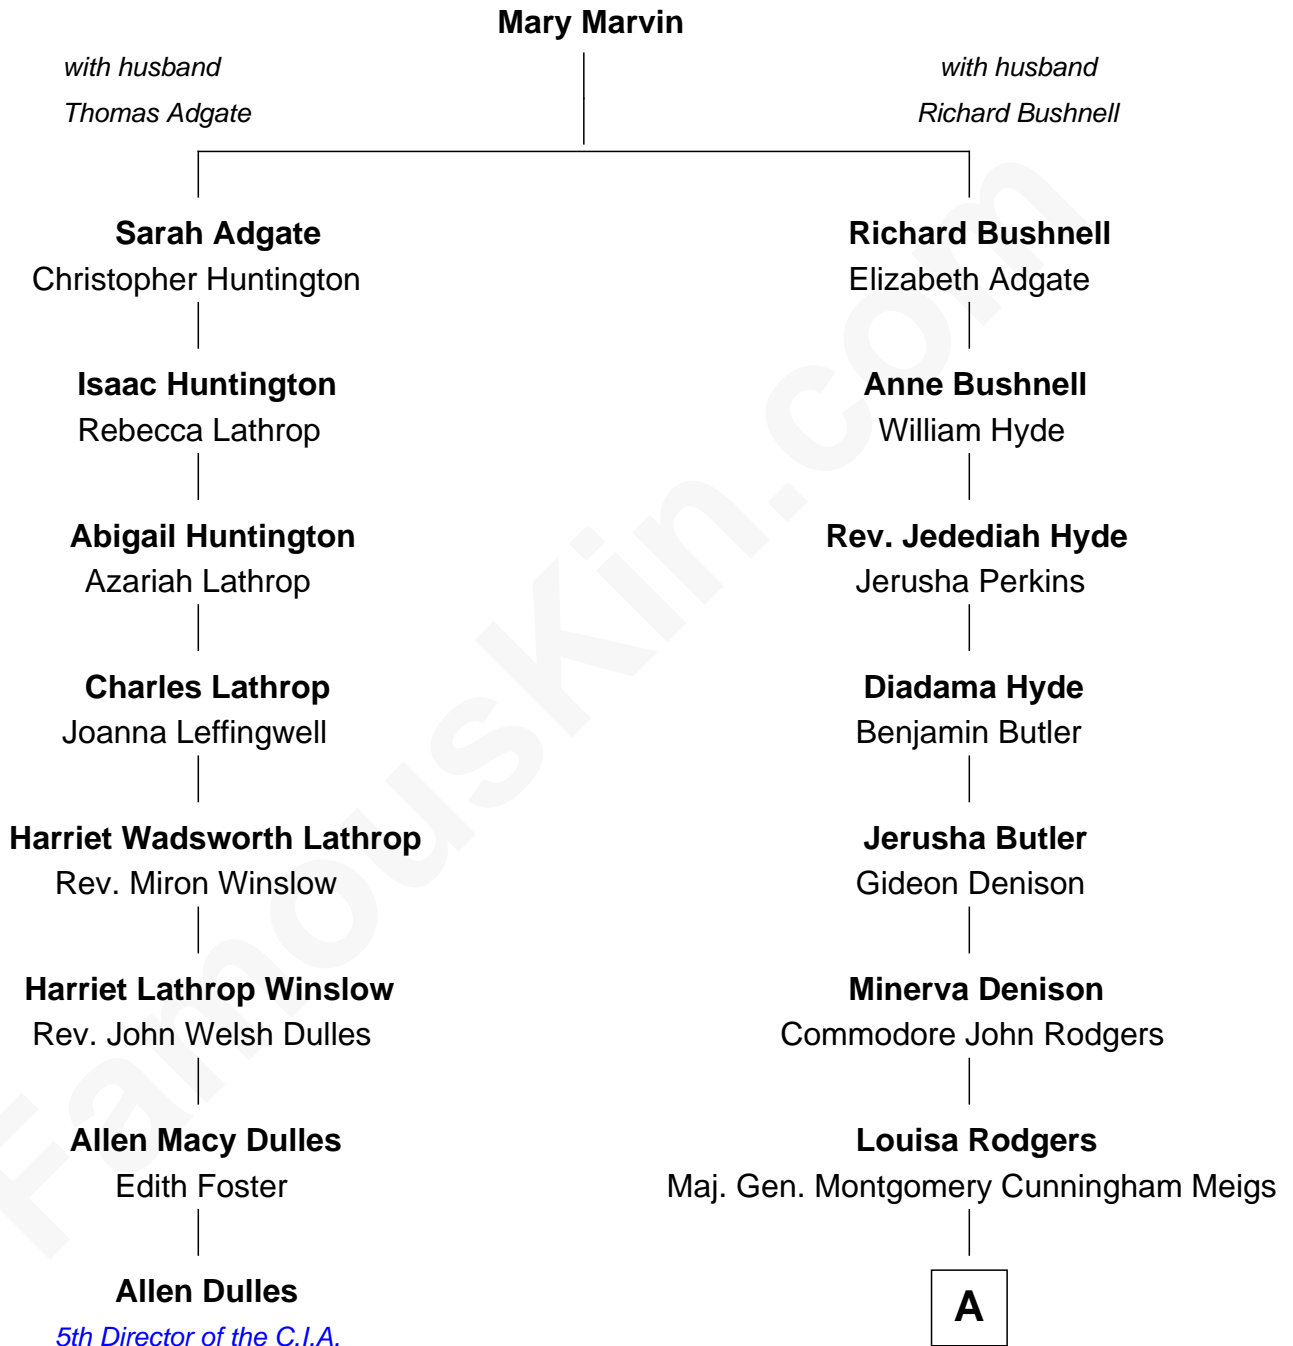 Mary Marvin
with husband
Thomas Adgate
with husband
Richard Bushnell
Sarah Adgate
Christopher Huntington
Richard Bushnell
Elizabeth Adgate
Isaac Huntington
Rebecca Lathrop
Anne Bushnell
William Hyde
Abigail Huntington
Azariah Lathrop
Rev. Jedediah Hyde
Jerusha Perkins
Charles Lathrop
Joanna Leffingwell
Diadama Hyde
Benjamin Butler
Harriet Wadsworth Lathrop
Rev. Miron Winslow
Jerusha Butler
Gideon Denison
Harriet Lathrop Winslow
Rev. John Welsh Dulles
Minerva Denison
Commodore John Rodgers
Allen Macy Dulles
Edith Foster
Louisa Rodgers
Maj. Gen. Montgomery Cunningham Meigs
Allen Dulles
5th Director of the C.I.A.
A
FamousKin.com